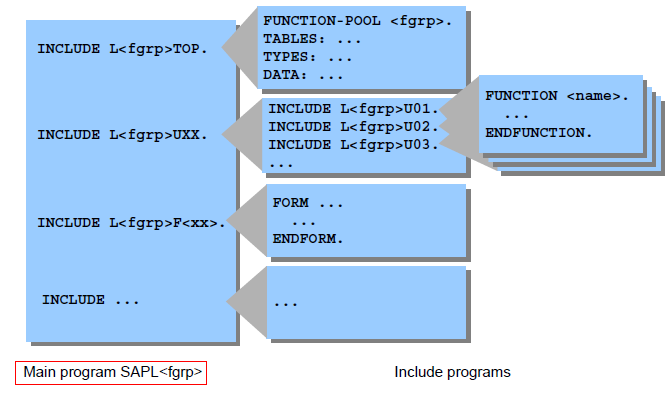 INCLUDE L<fgrp>TOP.
FUNCTION-POOL <fgrp>.
TABLES: ...
TYPES: ...
DATA: ...
INCLUDE L<fgrp>UXX.
INCLUDE L<fgrp>U01.
INCLUDE L<fgrp>U02.
INCLUDE L<fgrp>U03.
...
FUNCTION <name>.
...
ENDFUNCTION.
INCLUDE L<fgrp>F<xx>.
FORM ...
...
ENDFORM.
INCLUDE ...
...
Main program SAPL<fgrp>
Include programs